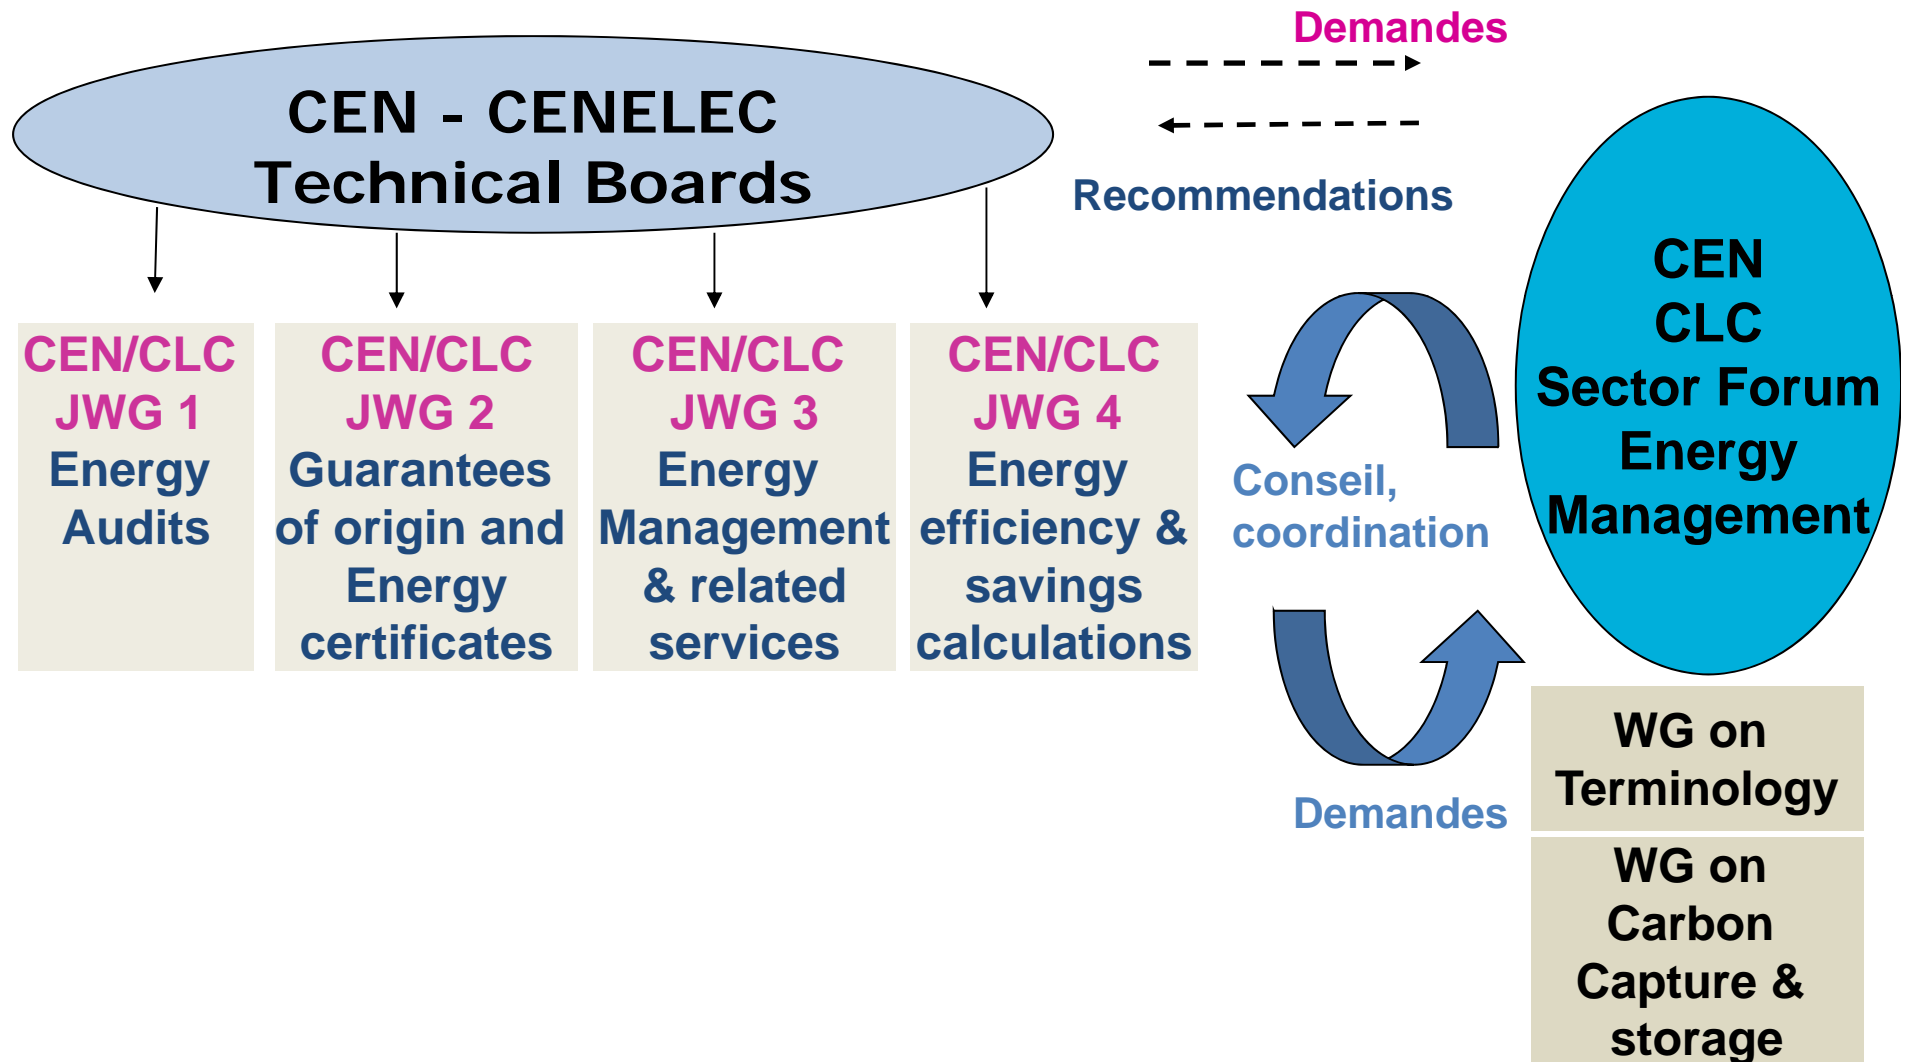 Demandes
CEN - CENELEC
Technical Boards
Recommendations
CEN/CLC
JWG 1
Energy
Audits
CEN/CLC
JWG 2
Guarantees
of origin and
Energy
certificates
CEN/CLC
JWG 3
Energy
Management
& related
services
CEN/CLC
JWG 4
Energy
efficiency &
savings
calculations
Conseil,
coordination
Demandes
CEN
CLC
Sector Forum
Energy
Management
WG on
Terminology
WG on
Carbon
Capture &
storage